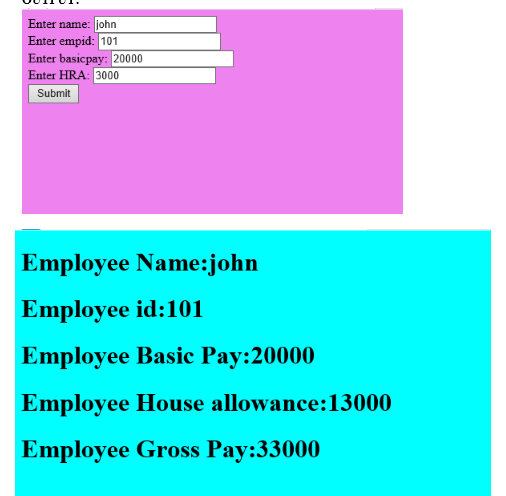 OUTPUT:
Enter name: john
Enter empid: 101
Enter basicpay: 20000
Enter HRA: 3000
Submit
Employee Name:john
Employee id:101
Employee Basic Pay:20000
Employee House allowance:13000
Employee Gross Pay:33000